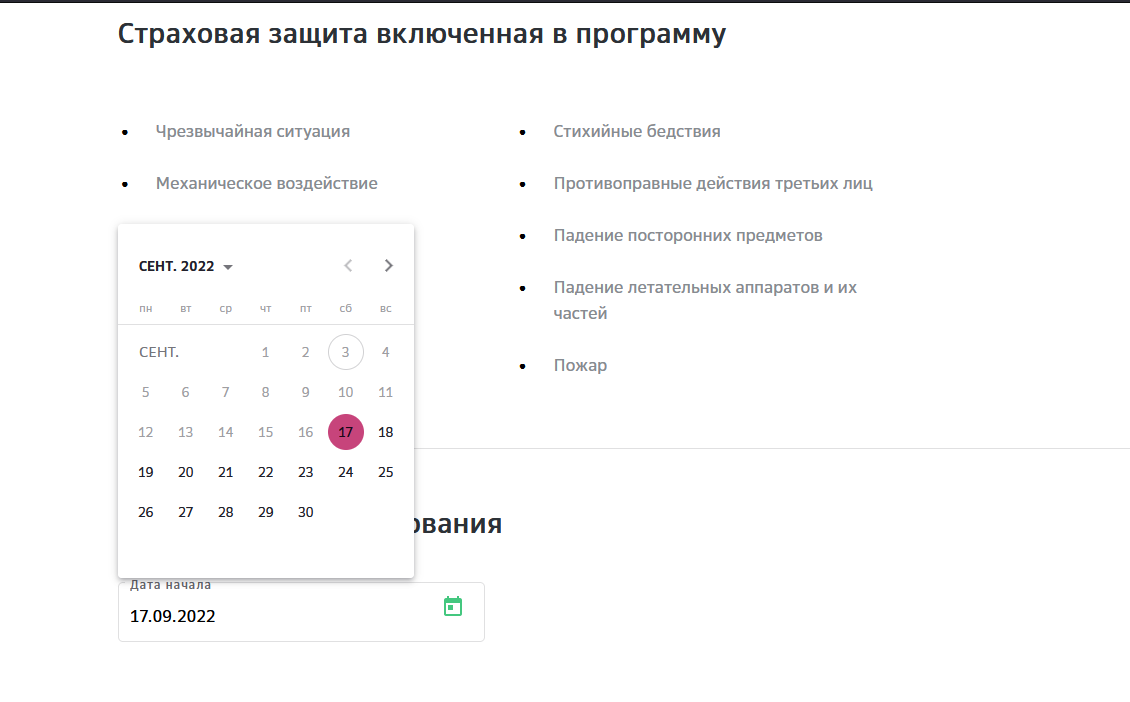 Страховая защита включенная в программу
Чрезвычайная ситуация
Механическое воздействие
Стихийные бедствия
Противоправные действия третьих лиц
Падение посторонних предметов
Падение летательных аппаратов и их
частей
Пожар
СЕНТ. 2022
пн вт ср чт пт сб вс
СЕНТ. 1 2 3 4
5 6 7 8 9 10 11
12 13 14 15 16 17 18
19 20 21 22 23 24 25
26 27 28 29 30
ования
Дата начала
17.09.2022